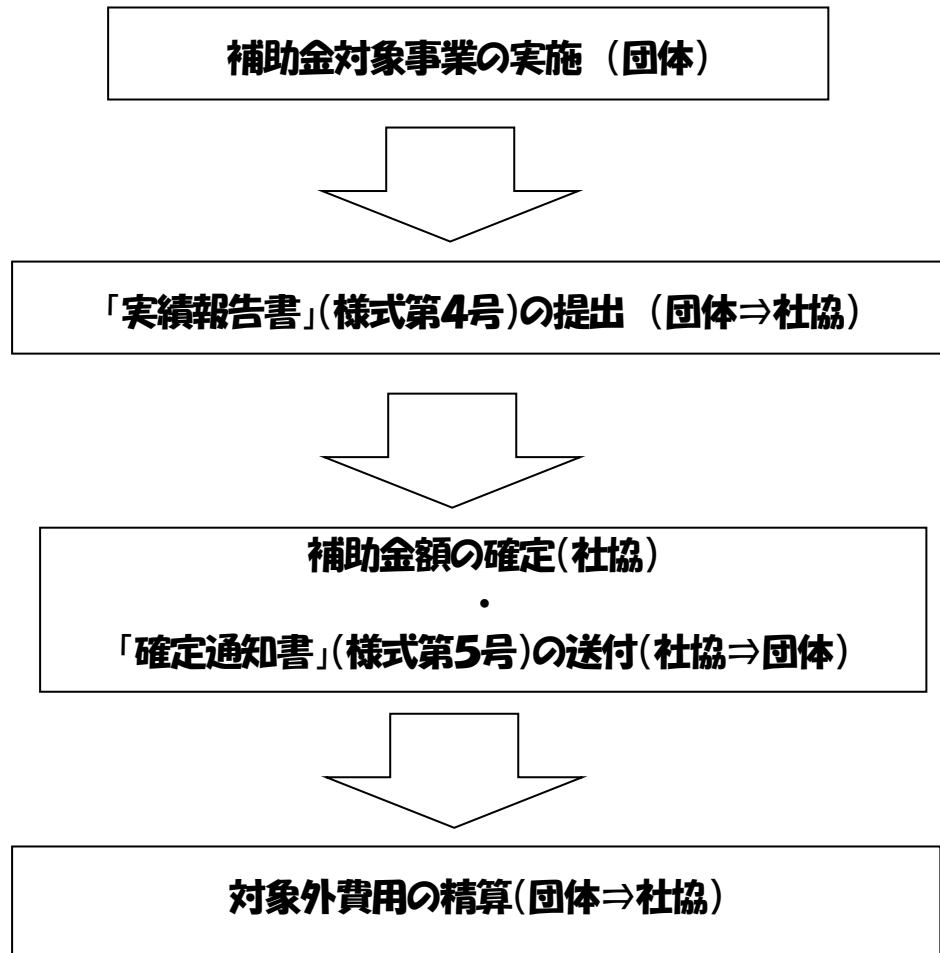 補助金対象事業の実施 (団体)
「実績報告書」(様式第4号)の提出 (団体⇒社協)
補助金額の確定(社協)
・
「確定通知書」(様式第5号)の送付(社協⇒団体)
対象外費用の精算(団体⇒社協)